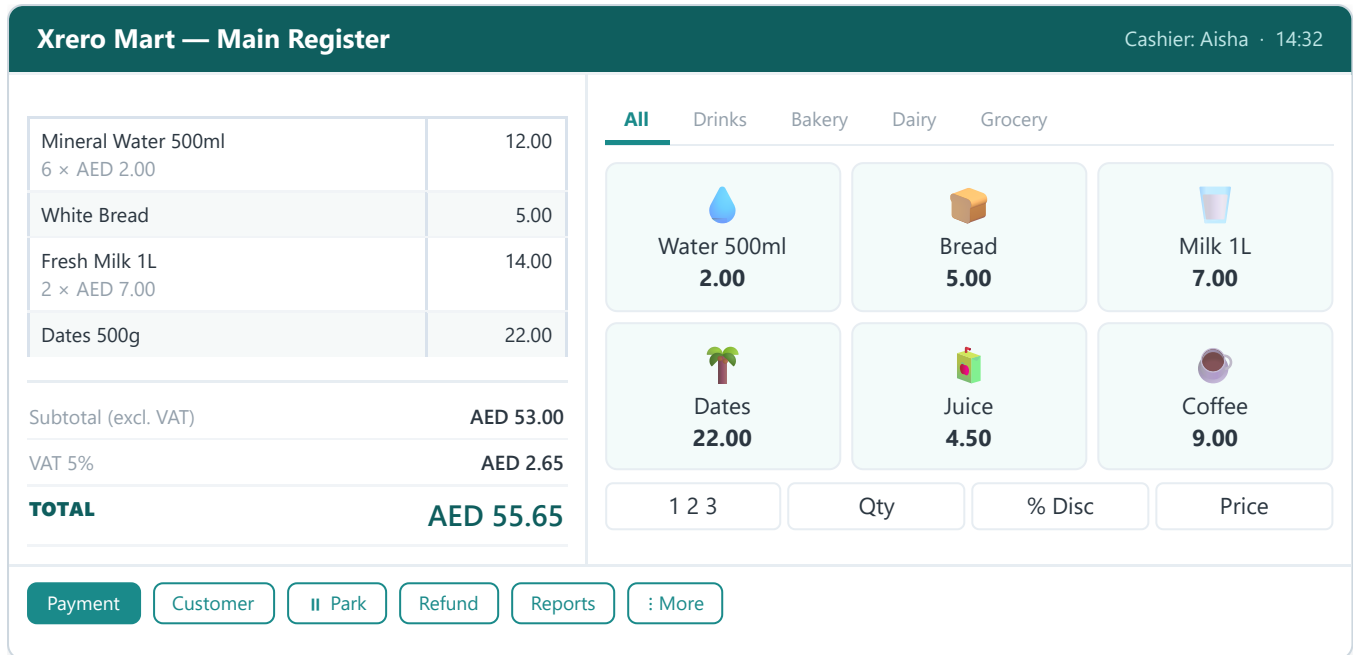 Xrero Mart — Main Register
Cashier: Aisha · 14:32
Mineral Water 500ml 12.00
6 × AED 2.00
White Bread 5.00
Fresh Milk 1L 14.00
2 × AED 7.00
Dates 500g 22.00
Subtotal (excl. VAT) AED 53.00
VAT 5% AED 2.65
TOTAL AED 55.65
All Drinks Bakery Dairy Grocery
Water 500ml
2.00
Bread
5.00
Milk 1L
7.00
Dates
22.00
Juice
4.50
Coffee
9.00
1 2 3 Qty % Disc Price
Payment Customer ⏸ Park Refund Reports ⋮ More